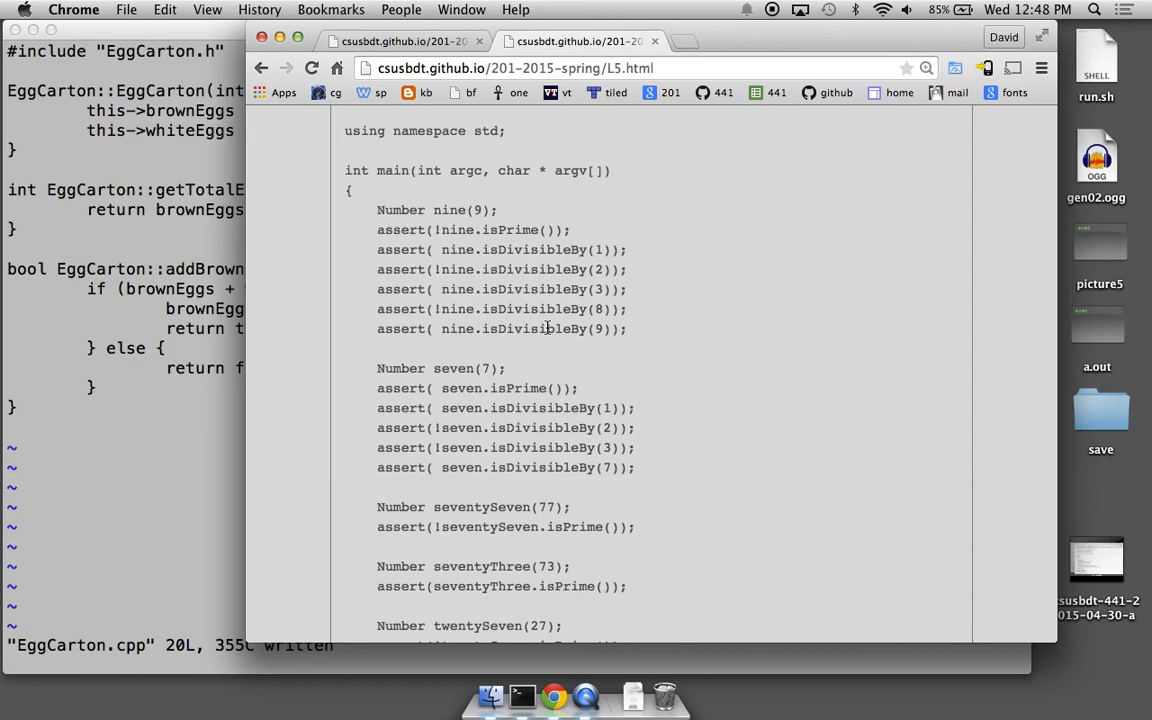 Chrome File Edit View History Bookmarks People Window Help 85% Wed 12:48 PM
#include "EggCarton.h"
EggCarton::EggCarton(int
this->brownEggs
this->whiteEggs
}
int EggCarton::getTotalE
return brownEggs
}
bool EggCarton::addBrown
if (brownEggs +
brownEgg
return t
} else {
return f
}
}
~
~
~
~
~
~
~
~
~
~
"EggCarton.cpp" 20L, 355C written
csusbdt.github.io/201-20 × csusbdt.github.io/201-20 × David
csusbdt.github.io/201-2015-spring/L5.html
Apps cg sp kb bf one vt tiled 201 441 441 github home mail fonts
using namespace std;
int main(int argc, char * argv[])
{
Number nine(9);
assert(!nine.isPrime());
assert( nine.isDivisibleBy(1));
assert(!nine.isDivisibleBy(2));
assert( nine.isDivisibleBy(3));
assert(!nine.isDivisibleBy(8));
assert( nine.isDivisibleBy(9));
Number seven(7);
assert( seven.isPrime());
assert( seven.isDivisibleBy(1));
assert(!seven.isDivisibleBy(2));
assert(!seven.isDivisibleBy(3));
assert( seven.isDivisibleBy(7));
Number seventySeven(77);
assert(!seventySeven.isPrime());
Number seventyThree(73);
assert(seventyThree.isPrime());
Number twentySeven(27);
SHELL
run.sh
OGG
gen02.ogg
picture5
a.out
save
csusbdt-441-2
015-04-30-a